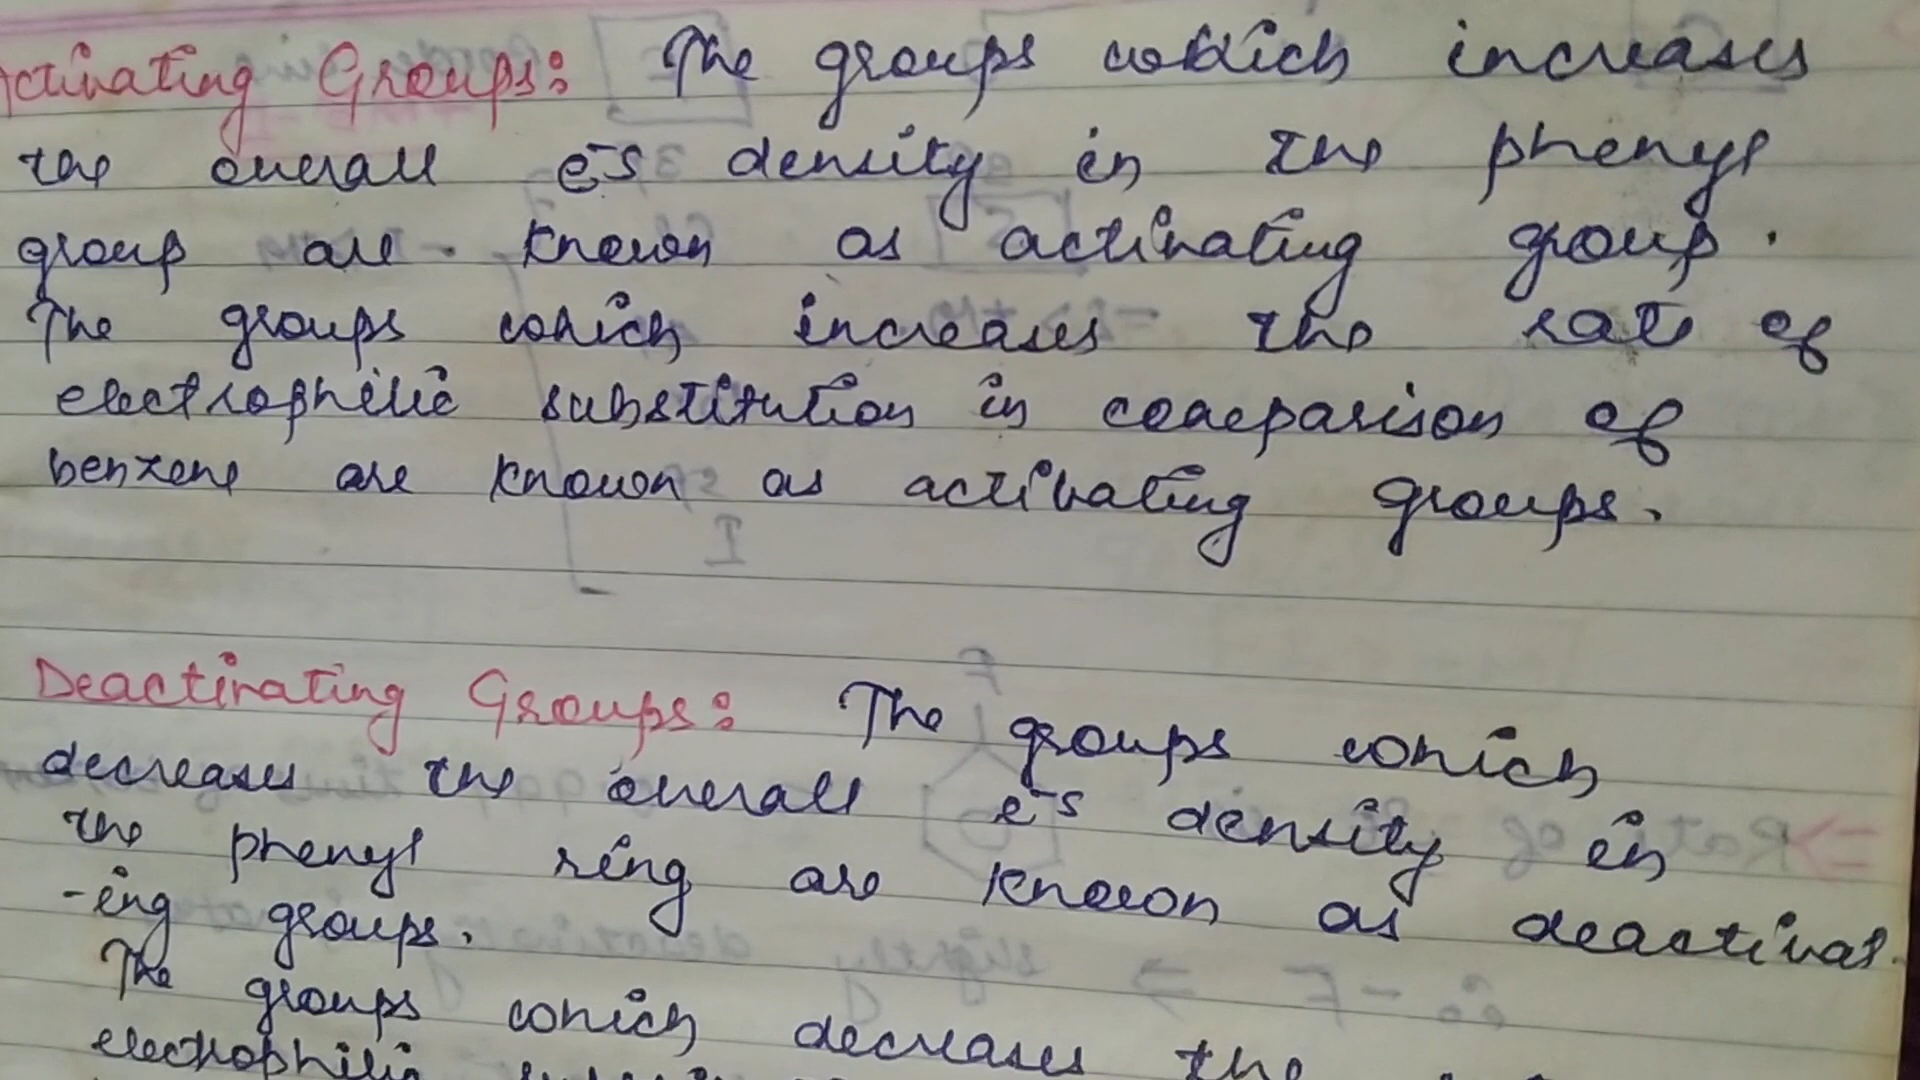 Activating Groups: The groups which increases
the overall e⁻s density in the phenyl
group are known as activating group.
The groups which increases the rate of
electrophilic substitution in comparison of
benzene are known as activating groups.
Deactivating Groups: The groups which
decreases the overall e⁻s density in
the phenyl ring are known as deactivat-
-ing groups.
The groups which decreases the
electrophilic